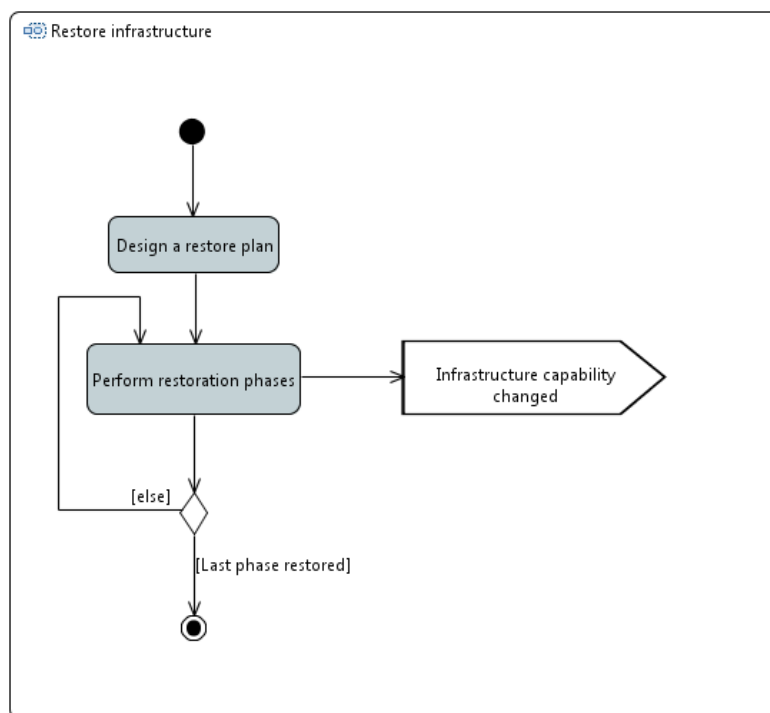 Restore infrastructure
Design a restore plan
Perform restoration phases
Infrastructure capability
changed
[else]
[Last phase restored]